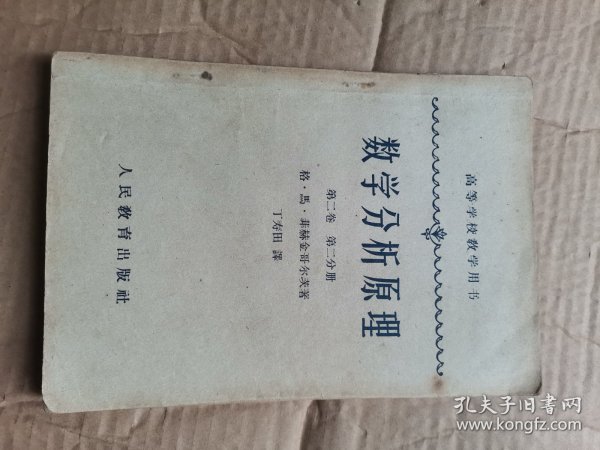 高等学校教学用书
数学分析原理
第二卷 第二分册
格·馬·菲赫金哥尔茨著
丁寿田 譯
人民教育出版社
孔夫子旧书网
www.kongfz.com